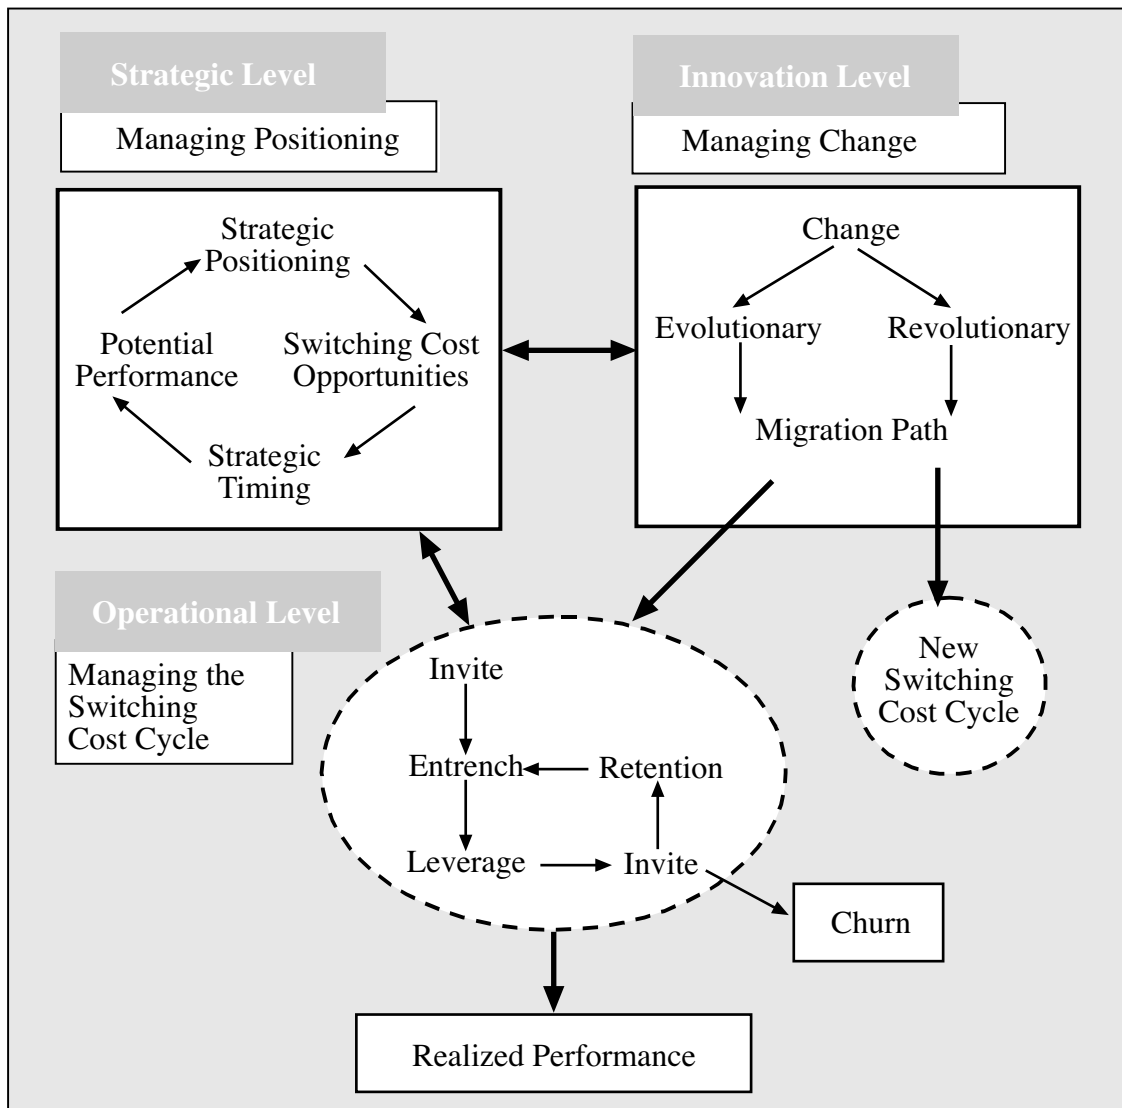 Strategic Level
Managing Positioning
Innovation Level
Managing Change
Strategic
Positioning
Potential
Performance
Switching Cost
Opportunities
Strategic
Timing
Change
Evolutionary
Revolutionary
Migration Path
Operational Level
Managing the
Switching
Cost Cycle
Invite
Entrench
Retention
Leverage
Invite
New
Switching
Cost Cycle
Churn
Realized Performance